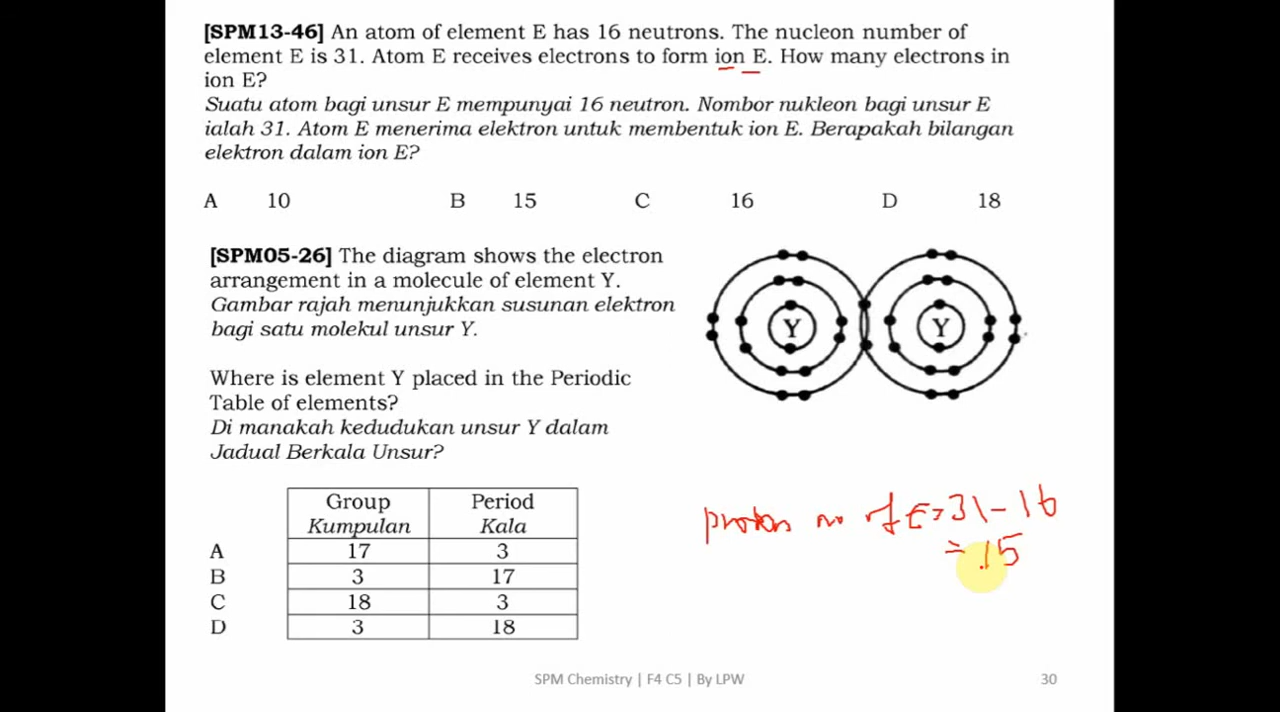 [SPM13-46] An atom of element E has 16 neutrons. The nucleon number of
element E is 31. Atom E receives electrons to form ion E. How many electrons in
ion E?
Suatu atom bagi unsur E mempunyai 16 neutron. Nombor nukleon bagi unsur E
ialah 31. Atom E menerima elektron untuk membentuk ion E. Berapakah bilangan
elektron dalam ion E?
A 10 B 15 C 16 D 18
[SPM05-26] The diagram shows the electron
arrangement in a molecule of element Y.
Gambar rajah menunjukkan susunan elektron
bagi satu molekul unsur Y.
Y Y
Where is element Y placed in the Periodic
Table of elements?
Di manakah kedudukan unsur Y dalam
Jadual Berkala Unsur?
Group Period
Kumpulan Kala
A 17 3
B 3 17
C 18 3
D 3 18
proton no of E = 31 - 16
= 15
SPM Chemistry | F4 C5 | By LPW 30